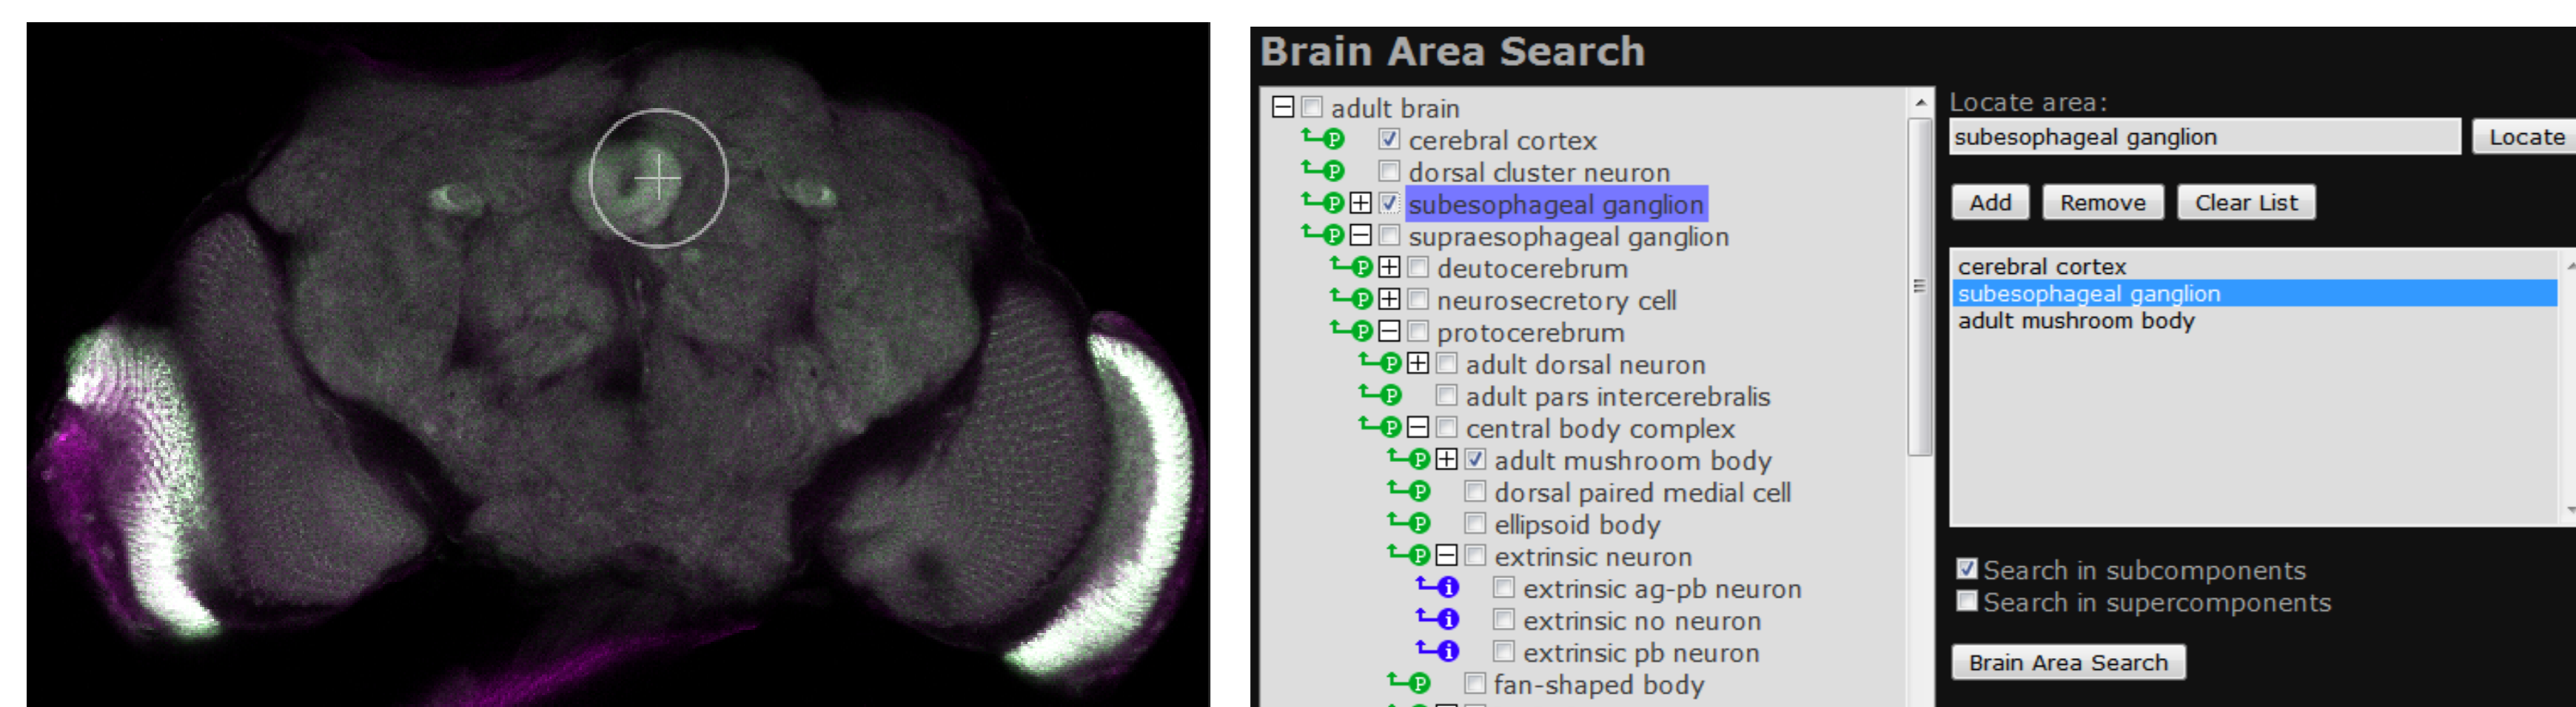 Brain Area Search
adult brain
cerebral cortex
dorsal cluster neuron
subesophageal ganglion
supraesophageal ganglion
deutocerebrum
neurosecretory cell
protocerebrum
adult dorsal neuron
adult pars intercerebralis
central body complex
adult mushroom body
dorsal paired medial cell
ellipsoid body
extrinsic neuron
extrinsic ag-pb neuron
extrinsic no neuron
extrinsic pb neuron
fan-shaped body
Locate area:
subesophageal ganglion Locate
Add Remove Clear List
cerebral cortex
subesophageal ganglion
adult mushroom body
Search in subcomponents
Search in supercomponents
Brain Area Search